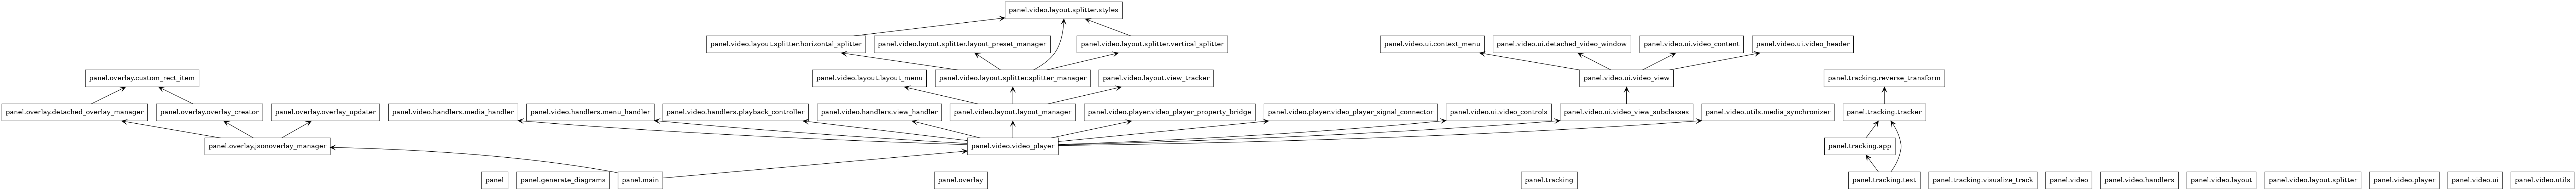 panel.video.layout.splitter.styles
panel.video.layout.splitter.horizontal_splitter
panel.video.layout.splitter.layout_preset_manager
panel.video.layout.splitter.vertical_splitter
panel.video.ui.context_menu
panel.video.ui.detached_video_window
panel.video.ui.video_content
panel.video.ui.video_header
panel.overlay.custom_rect_item
panel.video.layout.layout_menu
panel.video.layout.splitter.splitter_manager
panel.video.layout.view_tracker
panel.video.ui.video_view
panel.tracking.reverse_transform
panel.overlay.detached_overlay_manager
panel.overlay.overlay_creator
panel.overlay.overlay_updater
panel.video.handlers.media_handler
panel.video.handlers.menu_handler
panel.video.handlers.playback_controller
panel.video.handlers.view_handler
panel.video.layout.layout_manager
panel.video.player.video_player_property_bridge
panel.video.player.video_player_signal_connector
panel.video.ui.video_controls
panel.video.ui.video_view_subclasses
panel.video.utils.media_synchronizer
panel.tracking.tracker
panel.overlay.jsonoverlay_manager
panel.video.video_player
panel.tracking.app
panel
panel.generate_diagrams
panel.main
panel.overlay
panel.tracking
panel.tracking.test
panel.tracking.visualize_track
panel.video
panel.video.handlers
panel.video.layout
panel.video.layout.splitter
panel.video.player
panel.video.ui
panel.video.utils